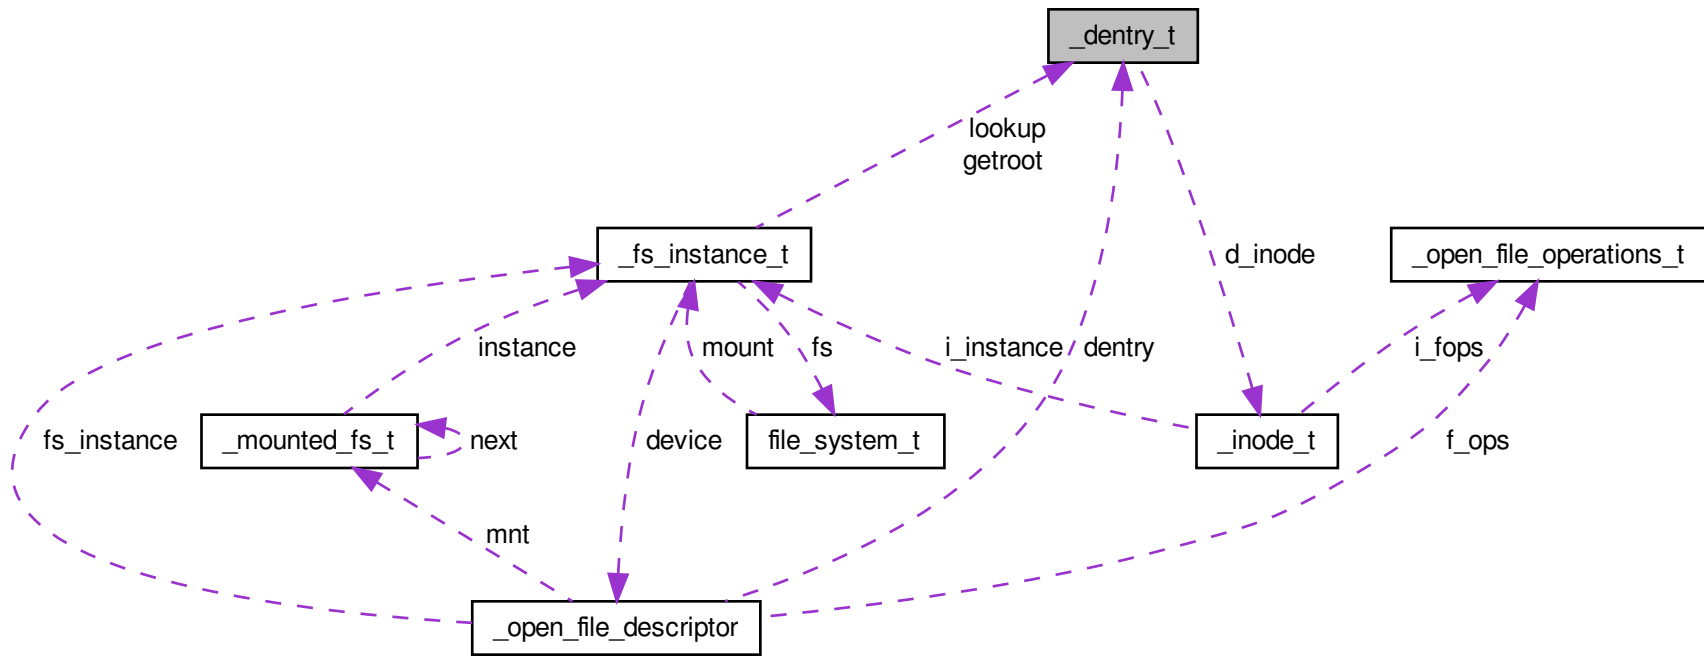 _dentry_t
lookup
getroot
_fs_instance_t
d_inode
_open_file_operations_t
instance
mount
fs
i_instance
dentry
i_fops
fs_instance
_mounted_fs_t
next
device
file_system_t
_inode_t
f_ops
mnt
_open_file_descriptor